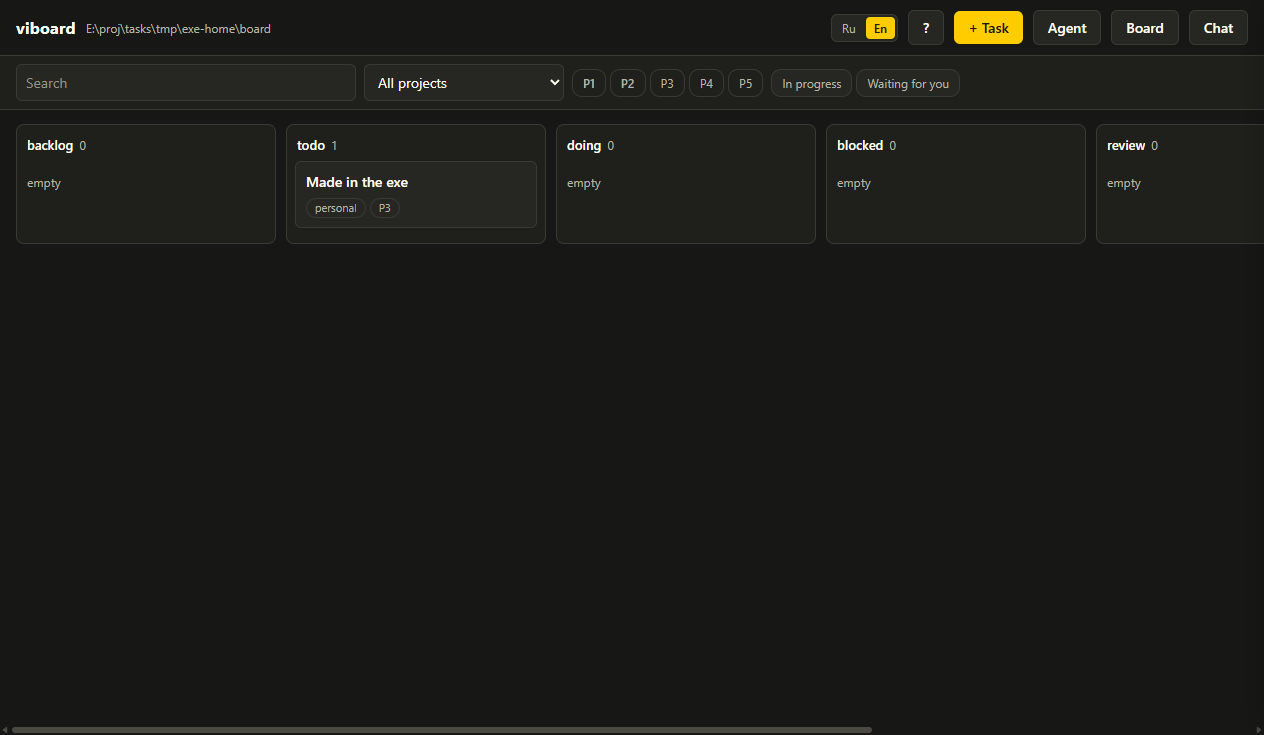 viboard E:\proj\tasks\tmp\exe-home\board Ru En ? + Task Agent Board Chat
Search All projects P1 P2 P3 P4 P5 In progress Waiting for you
backlog 0
empty
todo 1
Made in the exe
personal P3
doing 0
empty
blocked 0
empty
review 0
empty